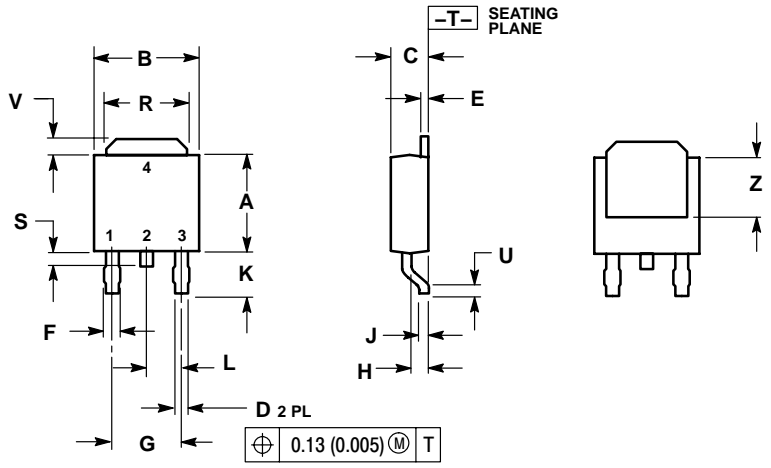 –T– SEATING
PLANE
B
C
V
R
E
4
Z
A
S
1 2 3
U
K
F
J
L
H
D 2 PL
G
⌖ 0.13 (0.005) Ⓜ T